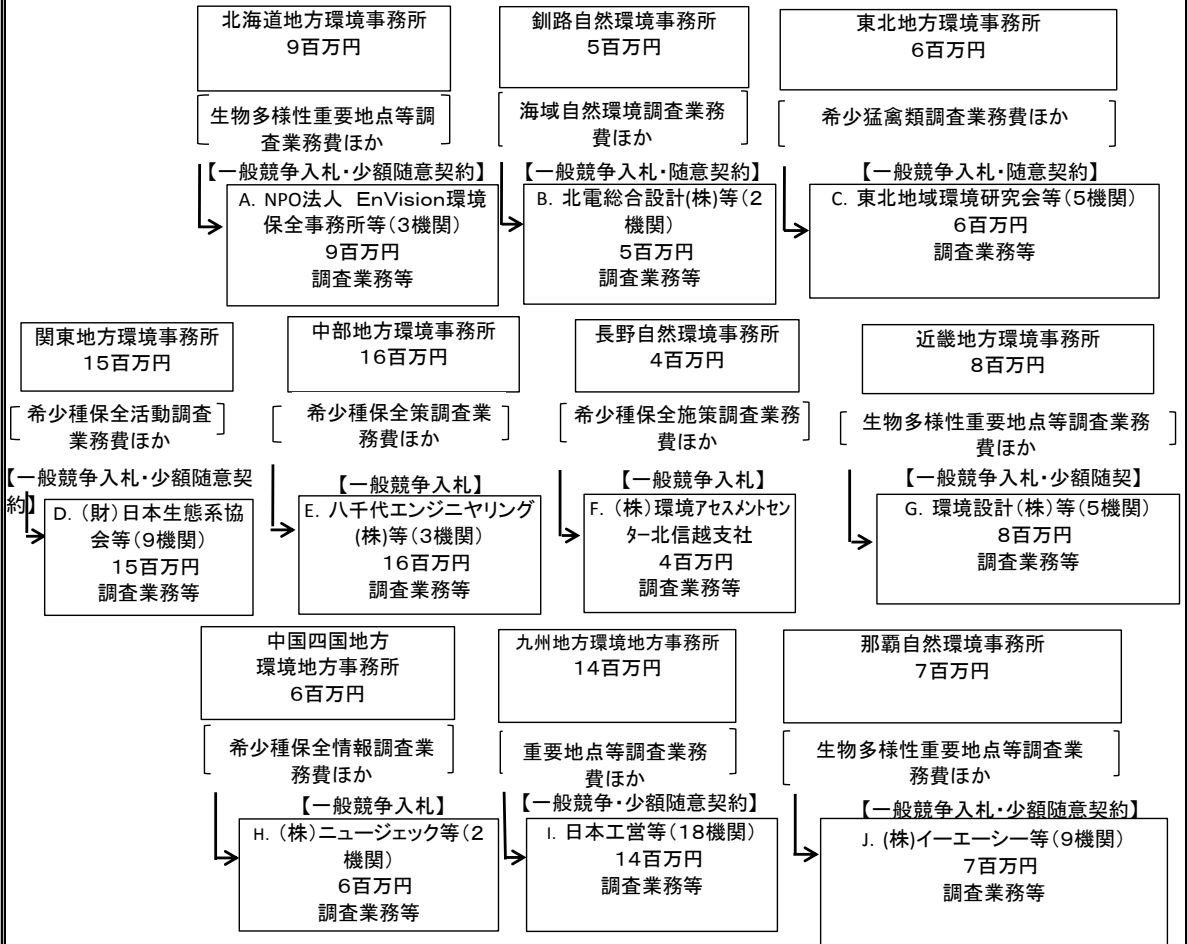 北海道地方環境事務所
9百万円
生物多様性重要地点等調
査業務費ほか
【一般競争入札・少額随意契約】
A. NPO法人 EnVision環境
保全事務所等(3機関)
9百万円
調査業務等
釧路自然環境事務所
5百万円
海域自然環境調査業務
費ほか
【一般競争入札・随意契約】
B. 北電総合設計(株)等(2
機関)
5百万円
調査業務等
東北地方環境事務所
6百万円
希少猛禽類調査業務費ほか
【一般競争入札・随意契約】
C. 東北地域環境研究会等(5機関)
6百万円
調査業務等
関東地方環境事務所
15百万円
希少種保全活動調査
業務費ほか
【一般競争入札・少額随意契
約】
D. (財)日本生態系協
会等(9機関)
15百万円
調査業務等
中部地方環境事務所
16百万円
希少種保全策調査業
務費ほか
【一般競争入札】
E. 八千代エンジニヤリング
(株)等(3機関)
16百万円
調査業務等
長野自然環境事務所
4百万円
希少種保全施策調査業務
費ほか
【一般競争入札】
F. (株)環境アセスメントセン
ター北信越支社
4百万円
調査業務等
近畿地方環境事務所
8百万円
生物多様性重要地点等調査業務
費ほか
【一般競争入札・少額随契】
G. 環境設計(株)等(5機関)
8百万円
調査業務等
中国四国地方
環境地方事務所
6百万円
希少種保全情報調査業
務費ほか
【一般競争入札】
H. (株)ニュージェック等(2
機関)
6百万円
調査業務等
九州地方環境地方事務所
14百万円
重要地点等調査業務
費ほか
【一般競争・少額随意契約】
I. 日本工営等(18機関)
14百万円
調査業務等
那覇自然環境事務所
7百万円
生物多様性重要地点等調査業
務費ほか
【一般競争入札・少額随意契約】
J. (株)イーエーシー等(9機関)
7百万円
調査業務等